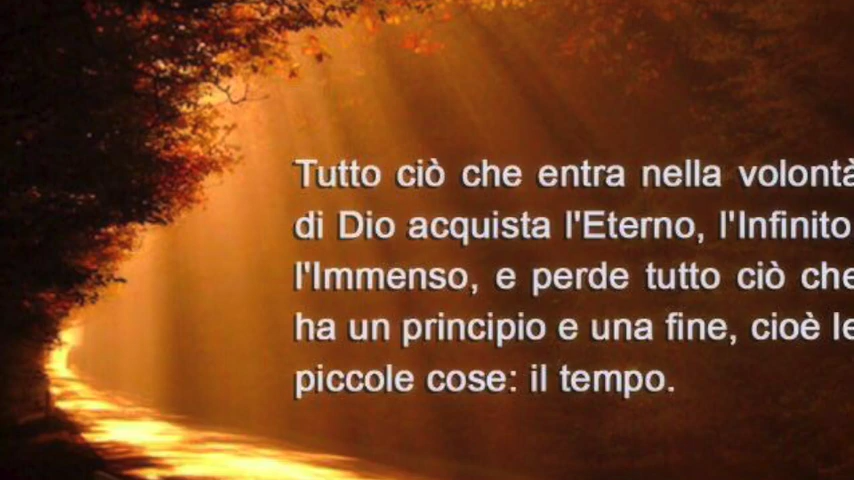 Tutto ciò che entra nella volontà
di Dio acquista l'Eterno, l'Infinito
l'Immenso, e perde tutto ciò che
ha un principio e una fine, cioè le
piccole cose: il tempo.